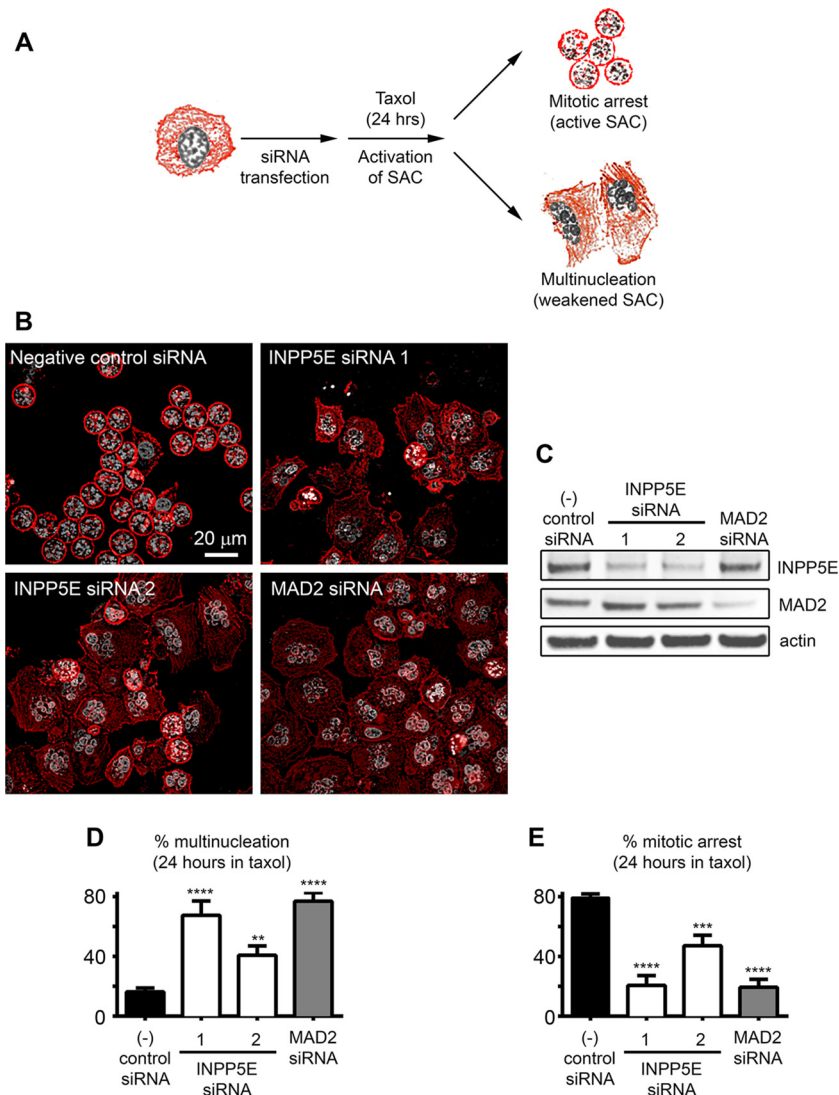 A
siRNA
transfection
Taxol
(24 hrs)
Activation
of SAC
Mitotic arrest
(active SAC)
Multinucleation
(weakened SAC)
B
Negative control siRNA
20 μm
INPP5E siRNA 1
INPP5E siRNA 2
MAD2 siRNA
C
(-)
control
siRNA
INPP5E
siRNA
1 2
MAD2
siRNA
INPP5E
MAD2
actin
D
% multinucleation
(24 hours in taxol)
80
40
0
****
**
****
(-)
control
siRNA
1 2
INPP5E
siRNA
MAD2
siRNA
E
% mitotic arrest
(24 hours in taxol)
80
40
0
****
***
****
(-)
control
siRNA
1 2
INPP5E
siRNA
MAD2
siRNA